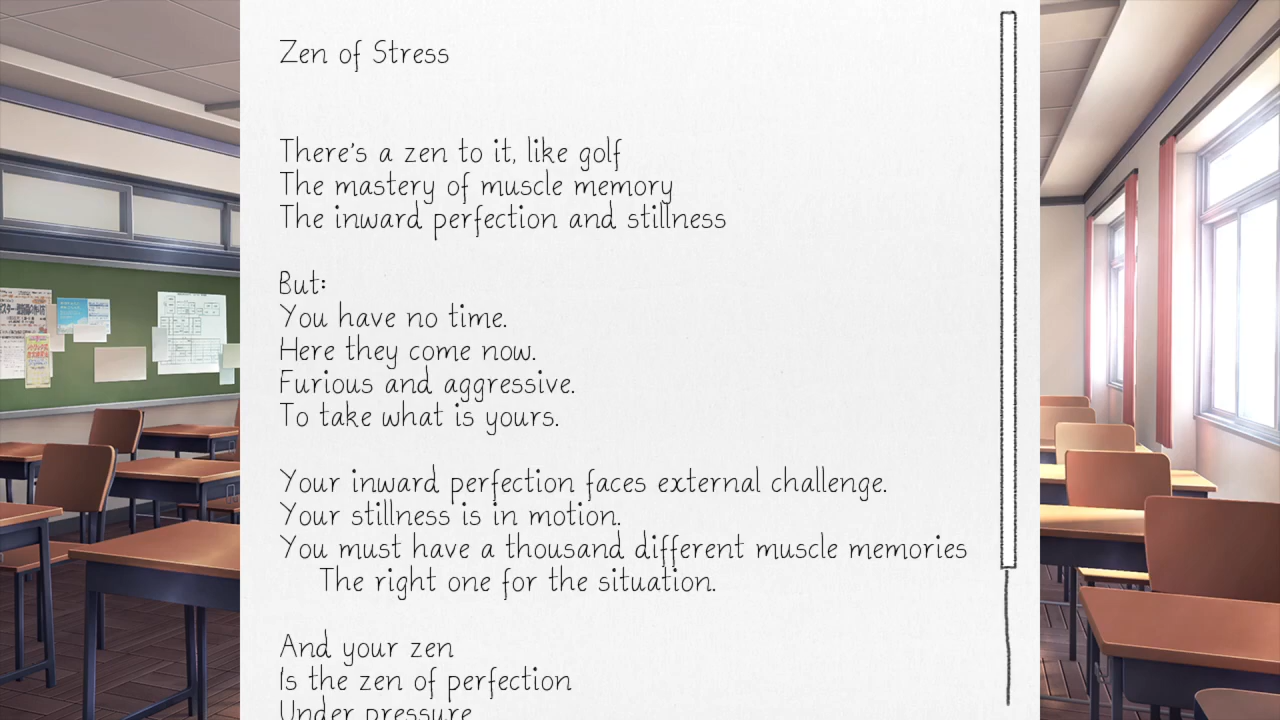 Zen of Stress
There's a zen to it, like golf
The mastery of muscle memory
The inward perfection and stillness
But:
You have no time.
Here they come now.
Furious and aggressive.
To take what is yours.
Your inward perfection faces external challenge.
Your stillness is in motion.
You must have a thousand different muscle memories
The right one for the situation.
And your zen
Is the zen of perfection
Under pressure